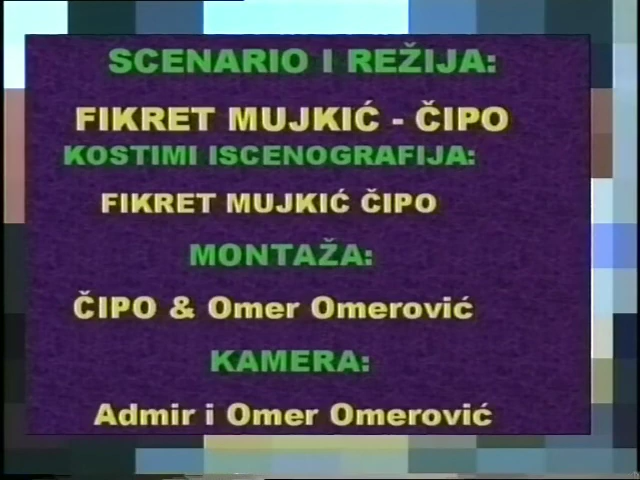 SCENARIO I REŽIJA:
FIKRET MUJKIĆ - ČIPO
KOSTIMI ISCENOGRAFIJA:
FIKRET MUJKIĆ ČIPO
MONTAŽA:
ČIPO & Omer Omerović
KAMERA:
Admir i Omer Omerović